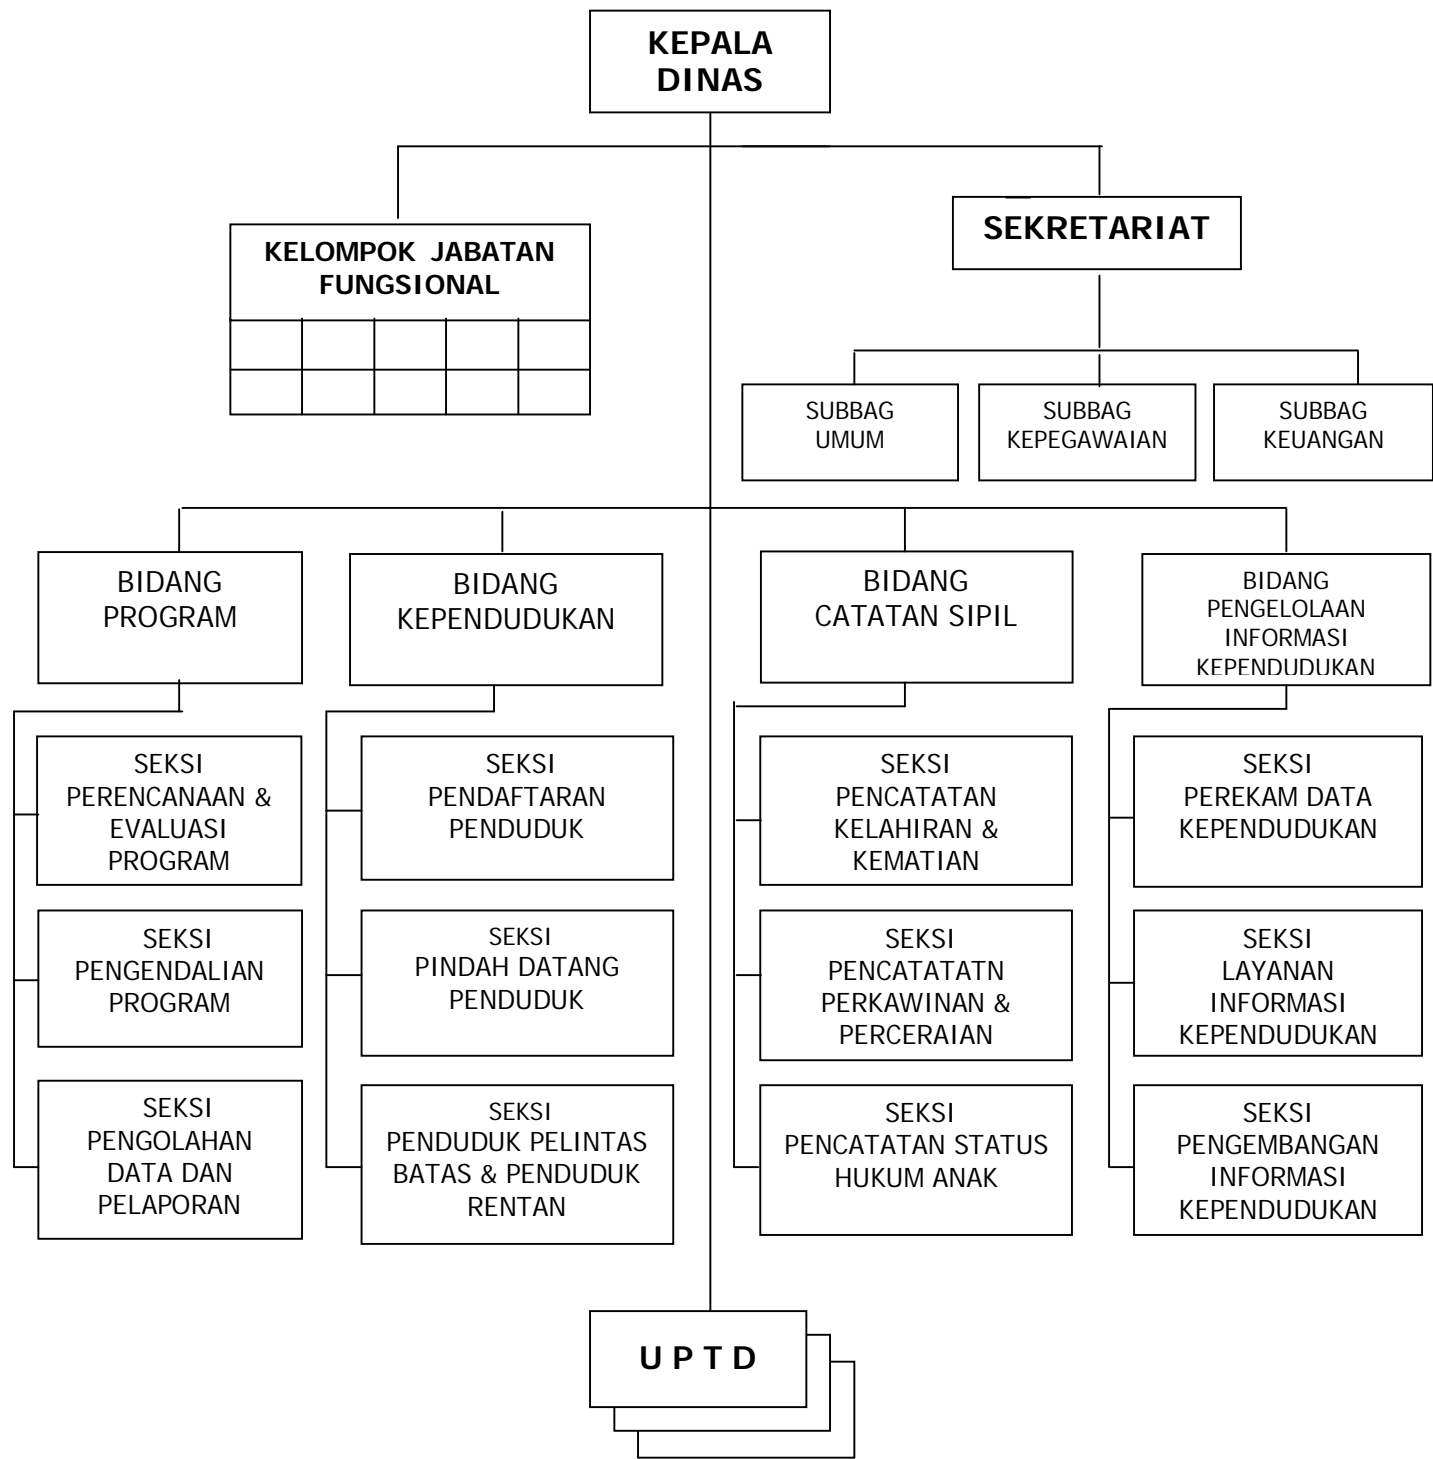 KEPALA
DINAS
KELOMPOK JABATAN
FUNGSIONAL
SEKRETARIAT
SUBBAG
UMUM
SUBBAG
KEPEGAWAIAN
SUBBAG
KEUANGAN
BIDANG
PROGRAM
BIDANG
KEPENDUDUKAN
BIDANG
CATATAN SIPIL
BIDANG
PENGELOLAAN
INFORMASI
KEPENDUDUKAN
SEKSI
PERENCANAAN &
EVALUASI
PROGRAM
SEKSI
PENDAFTARAN
PENDUDUK
SEKSI
PENCATATAN
KELAHIRAN &
KEMATIAN
SEKSI
PEREKAM DATA
KEPENDUDUKAN
SEKSI
PENGENDALIAN
PROGRAM
SEKSI
PINDAH DATANG
PENDUDUK
SEKSI
PENCATATATN
PERKAWINAN &
PERCERAIAN
SEKSI
LAYANAN
INFORMASI
KEPENDUDUKAN
SEKSI
PENGOLAHAN
DATA DAN
PELAPORAN
SEKSI
PENDUDUK PELINTAS
BATAS & PENDUDUK
RENTAN
SEKSI
PENCATATAN STATUS
HUKUM ANAK
SEKSI
PENGEMBANGAN
INFORMASI
KEPENDUDUKAN
U P T D